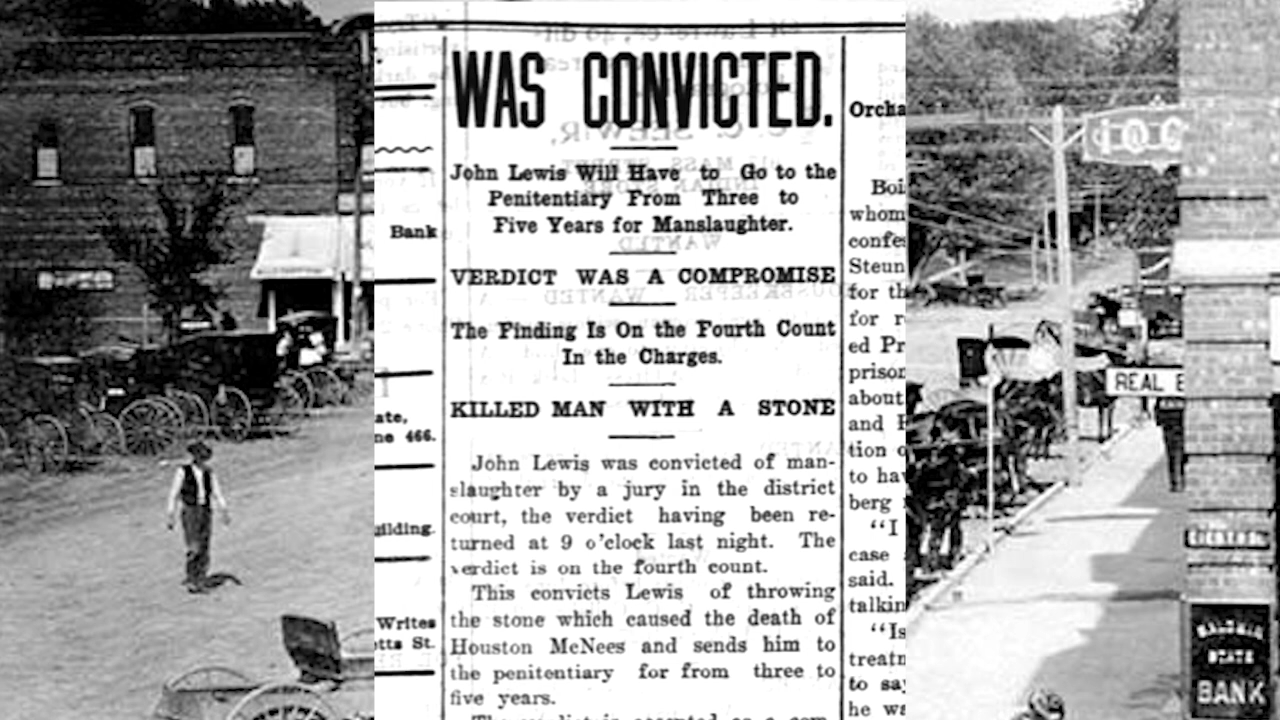 WAS CONVICTED.
John Lewis Will Have to Go to the
Penitentiary From Three to
Five Years for Manslaughter.
VERDICT WAS A COMPROMISE
The Finding Is On the Fourth Count
In the Charges.
KILLED MAN WITH A STONE
John Lewis was convicted of man-
slaughter by a jury in the district
court, the verdict having been re-
turned at 9 o'clock last night. The
verdict is on the fourth count.
This convicts Lewis of throwing
the stone which caused the death of
Houston McNees and sends him to
the penitentiary for from three to
five years.
Bank
ate,
ne 466.
ilding.
Writes
tts St.
Orcha
Boi
whom
confes
Steun
for th
for r
ed Pr
prison
about
and
tion
to hav
berg
"I
case
said.
talkin
"Is
treatn
to say
he wa
REAL E
BALDWIN
STATE
BANK